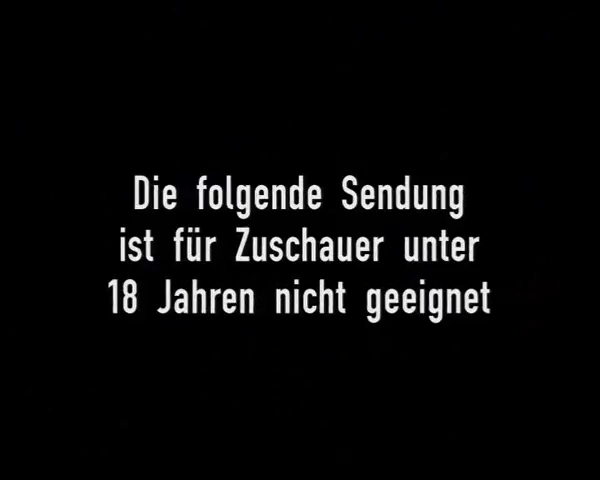 Die folgende Sendung
ist für Zuschauer unter
18 Jahren nicht geeignet